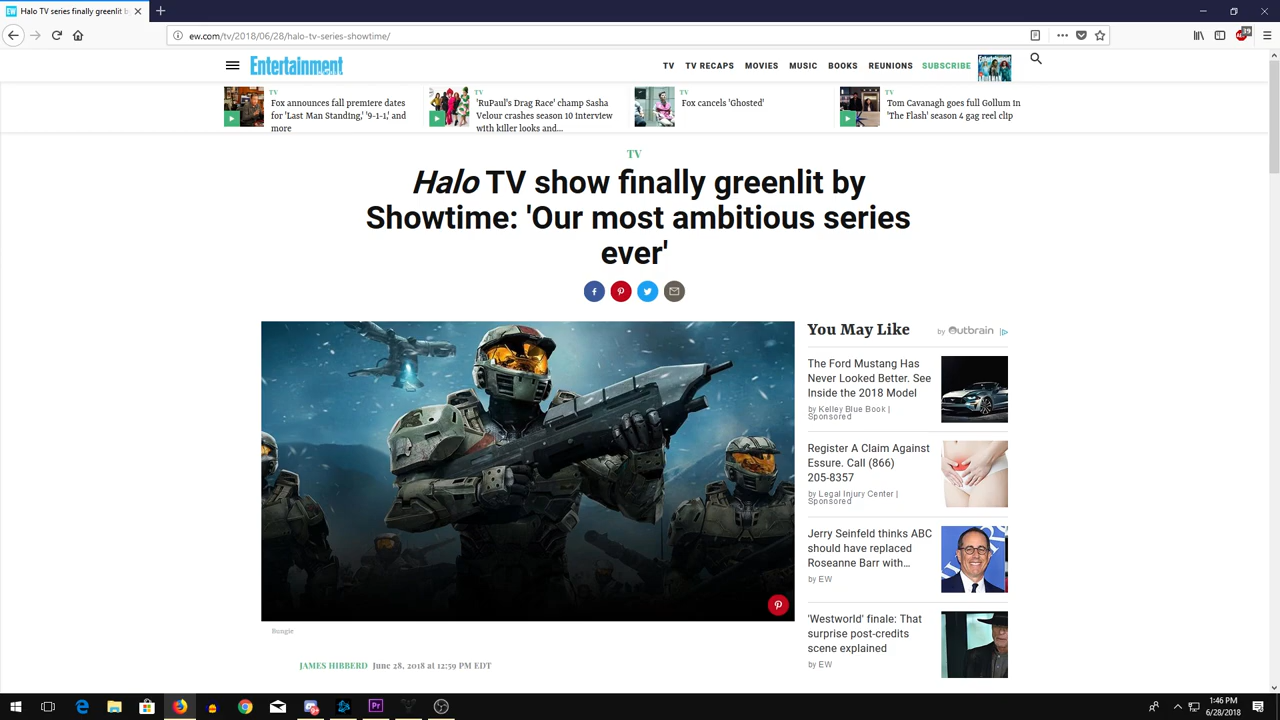 Halo TV series greenlit b
ew.com/tv/2018/06/28/halo-tv-series-showtime/
Entertainment
TV TV RECAPS MOVIES MUSIC BOOKS REUNIONS SUBSCRIBE
TV
Fox announces fall premiere dates
for 'Last Man Standing,' '9-1-1,' and
more
TV
'RuPaul's Drag Race' champ Sasha
Velour crashes season 10 interview
with killer looks and...
TV
Fox cancels 'Ghosted'
TV
Tom Cavanagh goes full Gollum in
'The Flash' season 4 gag reel clip
TV
Halo TV show finally greenlit by
Showtime: 'Our most ambitious series
ever'
Bungie
JAMES HIBBERD June 28, 2018 at 12:59 PM EDT
You May Like
by Outbrain
The Ford Mustang Has
Never Looked Better. See
Inside the 2018 Model
by Kelley Blue Book |
Sponsored
Register A Claim Against
Essure. Call (866)
205-8357
by Legal Injury Center |
Sponsored
Jerry Seinfeld thinks ABC
should have replaced
Roseanne Barr with...
by EW
'Westworld' finale: That
surprise post-credits
scene explained
by EW
1:46 PM
6/28/2018